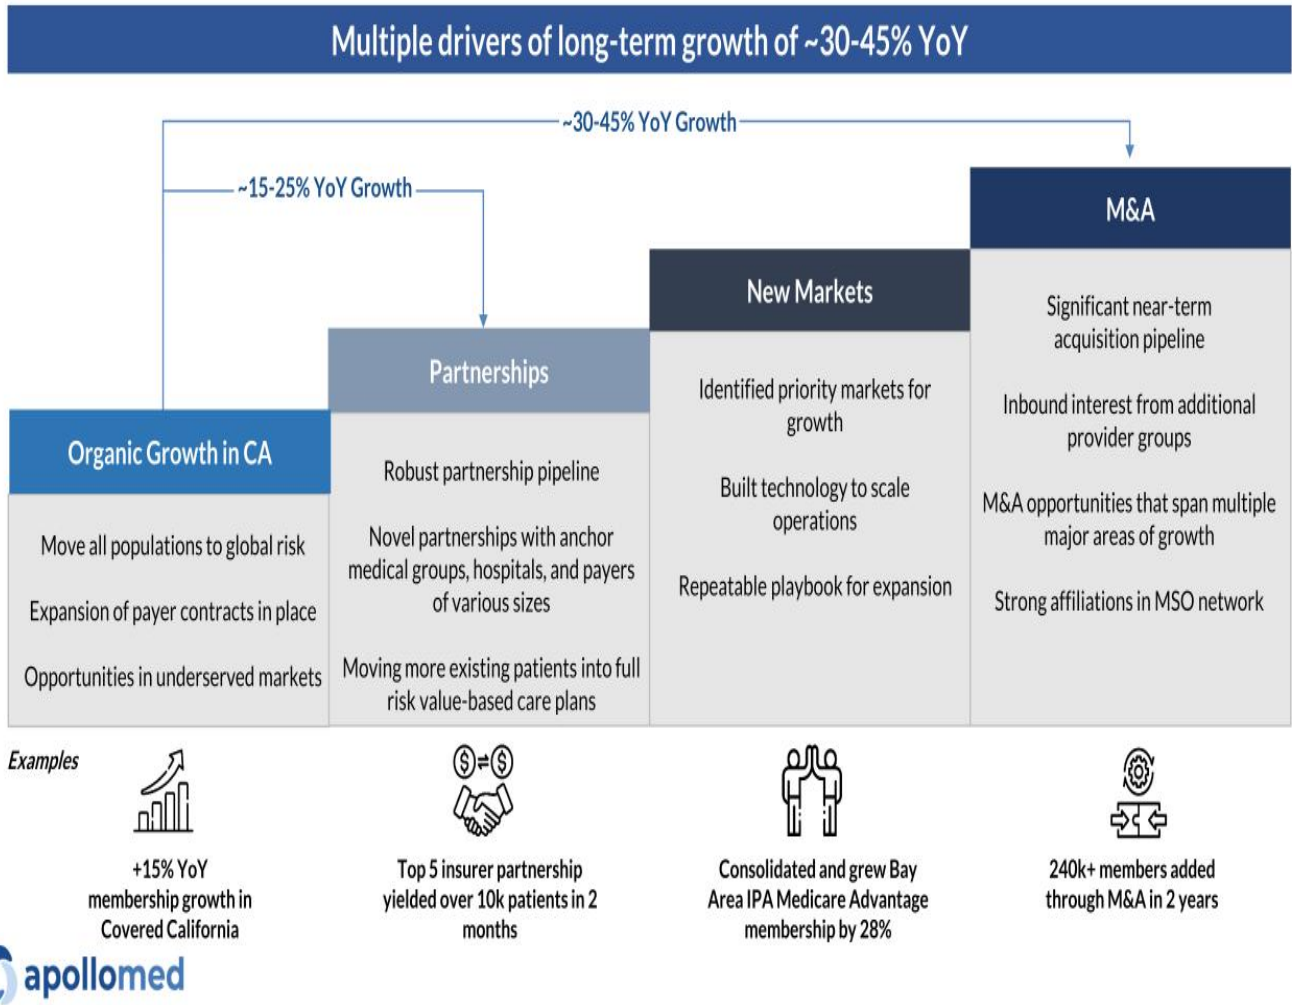 Multiple drivers of long-term growth of ~30-45% YoY
~30-45% YoY Growth
~15-25% YoY Growth
Organic Growth in CA
Move all populations to global risk
Expansion of payer contracts in place
Opportunities in underserved markets
Partnerships
Robust partnership pipeline
Novel partnerships with anchor
medical groups, hospitals, and payers
of various sizes
Moving more existing patients into full
risk value-based care plans
New Markets
Identified priority markets for
growth
Built technology to scale
operations
Repeatable playbook for expansion
M&A
Significant near-term
acquisition pipeline
Inbound interest from additional
provider groups
M&A opportunities that span multiple
major areas of growth
Strong affiliations in MSO network
Examples
+15% YoY
membership growth in
Covered California
$ $
Top 5 insurer partnership
yielded over 10k patients in 2
months
Consolidated and grew Bay
Area IPA Medicare Advantage
membership by 28%
240k+ members added
through M&A in 2 years
apollomed